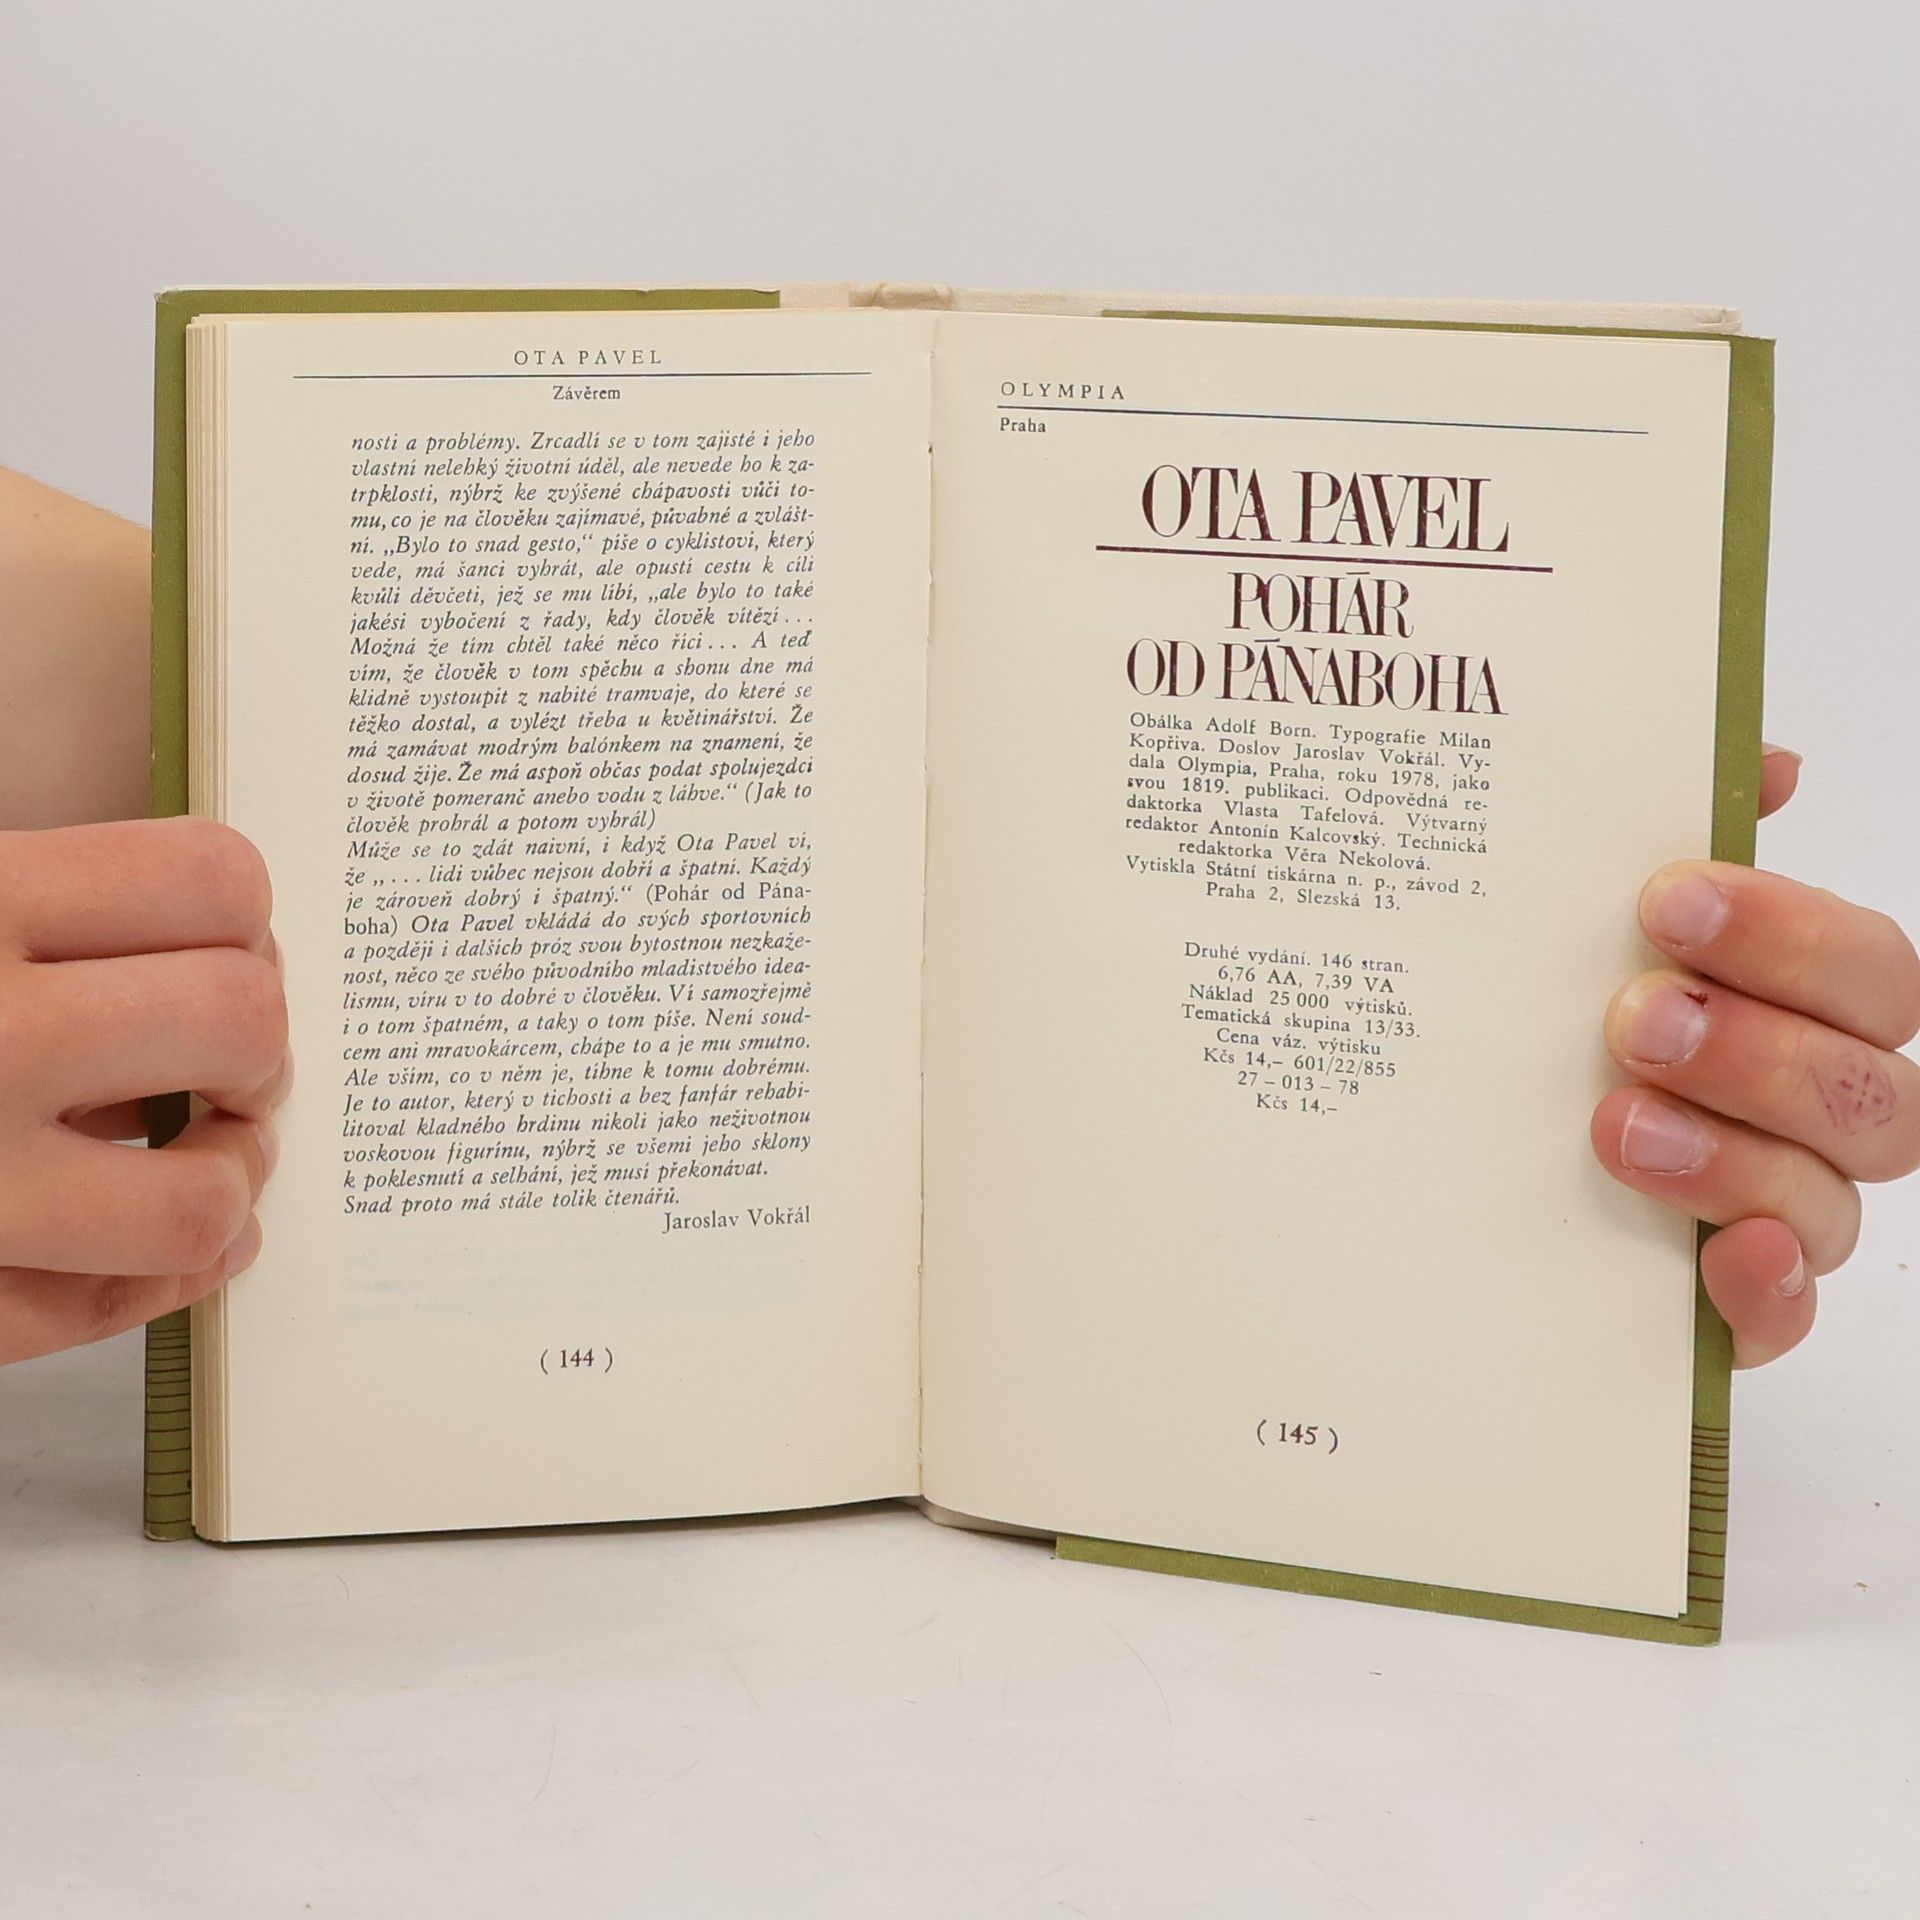 OTA PAVEL
Závěrem
nosti a problémy. Zrcadlí se v tom zajisté i jeho
vlastní nelehký životní úděl, ale nevede ho k za-
trpklosti, nýbrž ke zvýšené chápavosti vůči to-
mu, co je na člověku zajímavé, půvabné a zvlášt-
ní. „Bylo to snad gesto,“ píše o cyklistovi, který
vede, má šanci vyhrát, ale opustí cestu k cíli
kvůli děvčeti, jež se mu líbí, „ale bylo to také
jakési vybočení z řady, kdy člověk vítězí...
Možná že tím chtěl také něco říci... A teď
vím, že člověk v tom spěchu a shonu dne má
klidně vystoupit z nabité tramvaje, do které se
těžko dostal, a vylézt třeba u květinářství. Že
má zamávat modrým balónkem na znamení, že
dosud žije. Že má aspoň občas podat spolujezdci
v životě pomeranč anebo vodu z láhve.“ (Jak to
člověk prohrál a potom vyhrál)
Může se to zdát naivní, i když Ota Pavel ví,
že „... lidi vůbec nejsou dobří a špatní. Každý
je zároveň dobrý i špatný.“ (Pohár od Pána-
boha) Ota Pavel vkládá do svých sportovních
a později i dalších próz svou bytostnou nezkaže-
nost, něco ze svého původního mladistvého idea-
lismu, víru v to dobré v člověku. Ví samozřejmě
i o tom špatném, a taky o tom píše. Není soud-
cem ani mravokárcem, chápe to a je mu smutno.
Ale vším, co v něm je, tíhne k tomu dobrému.
Je to autor, který v tichosti a bez fanfár rehabi-
litoval kladného hrdinu nikoli jako neživotnou
voskovou figurínu, nýbrž se všemi jeho sklony
k poklesnutí a selhání, jež musí překonávat.
Snad proto má stále tolik čtenářů.
Jaroslav Vokřál
( 144 )
OLYMPIA
Praha
OTA PAVEL
POHÁR
OD PÁNABOHA
Obálka Adolf Born. Typografie Milan
Kopřiva. Doslov Jaroslav Vokřál. Vy-
dala Olympia, Praha, roku 1978, jako
svou 1819. publikaci. Odpovědná re-
daktorka Vlasta Tafelová. Výtvarný
redaktor Antonín Kalcovský. Technická
redaktorka Věra Nekolová.
Vytiskla Státní tiskárna n. p., závod 2,
Praha 2, Slezská 13.
Druhé vydání. 146 stran.
6,76 AA, 7,39 VA
Náklad 25 000 výtisků.
Tematická skupina 13/33.
Cena váz. výtisku
Kčs 14,– 601/22/855
27 – 013 – 78
Kčs 14,–
( 145 )